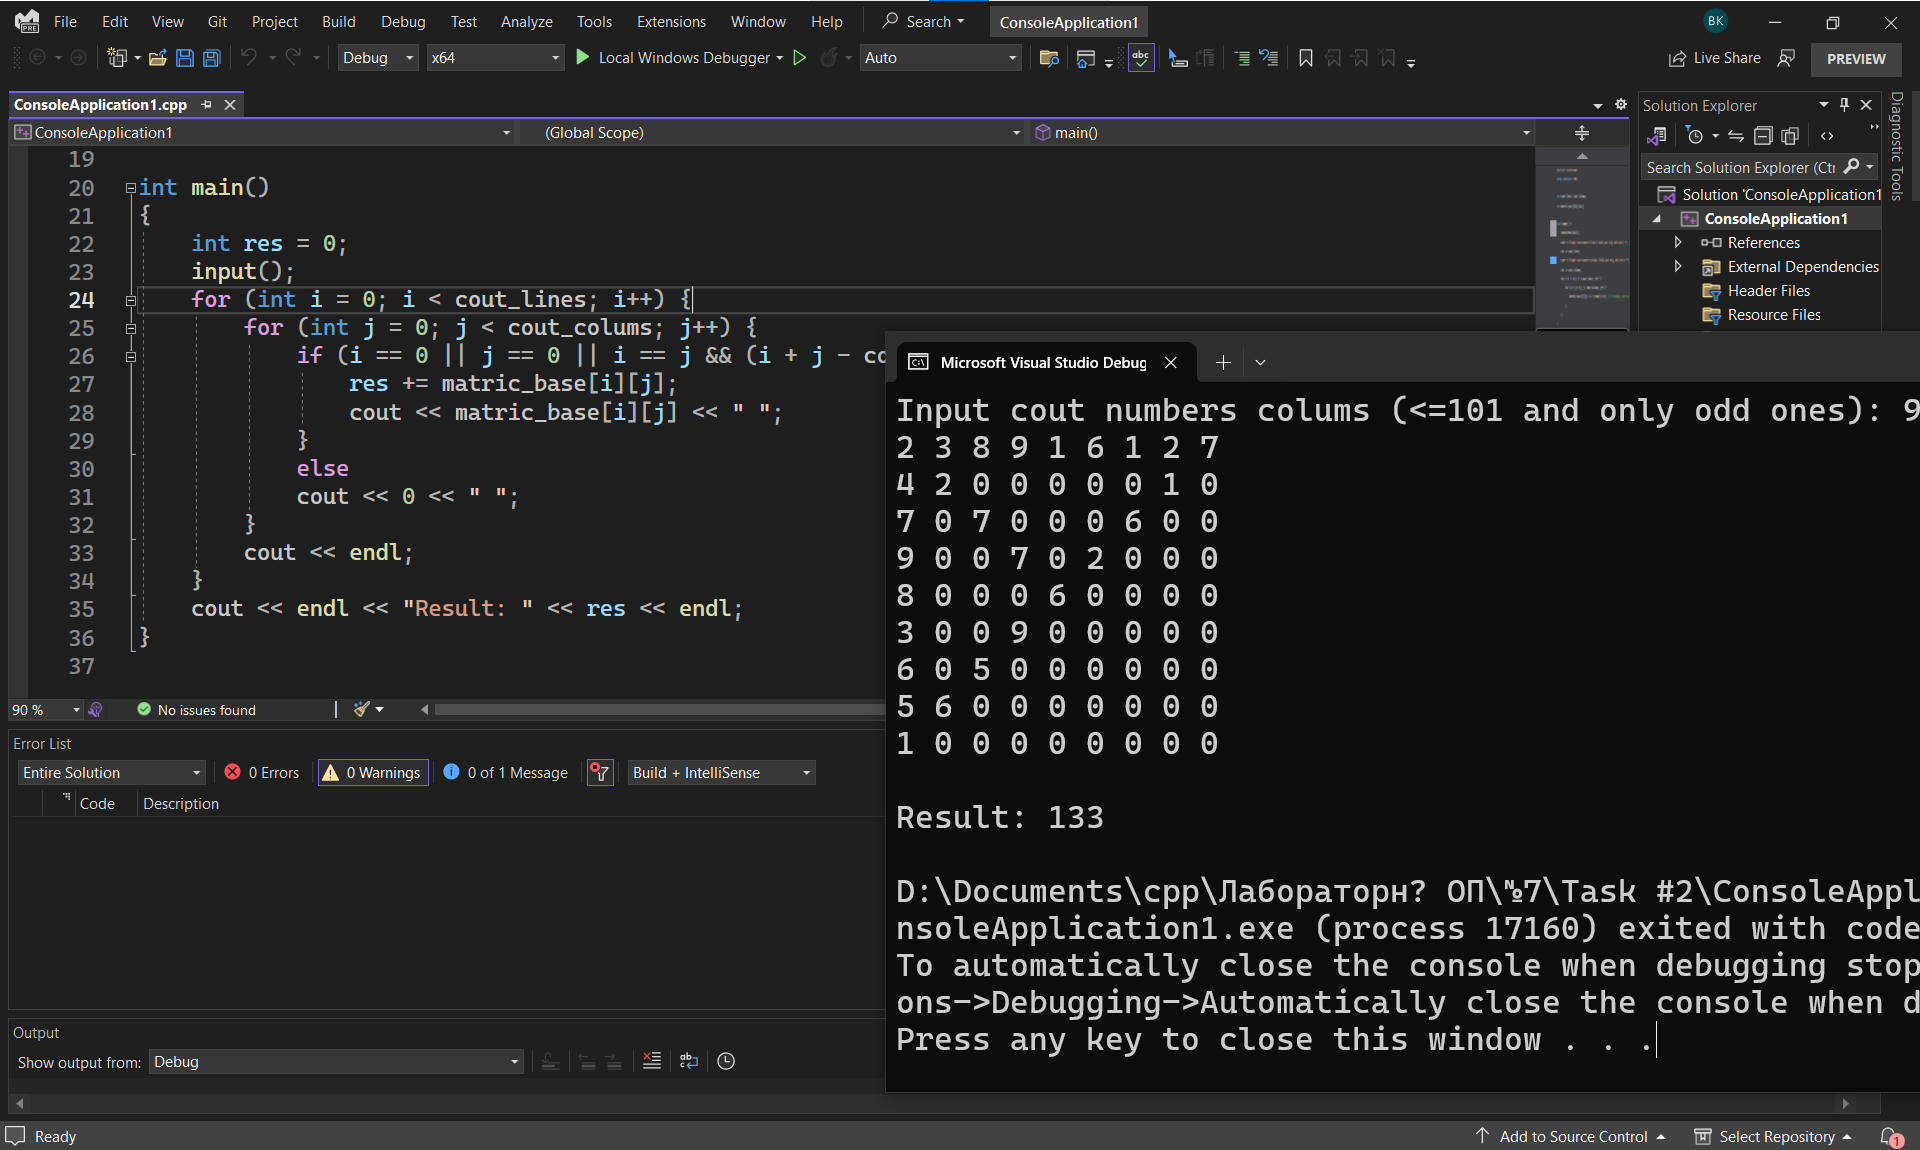 File Edit View Git Project Build Debug Test Analyze Tools Extensions Window Help Search ConsoleApplication1 BK
Debug x64 Local Windows Debugger Auto Live Share PREVIEW
ConsoleApplication1.cpp
ConsoleApplication1 (Global Scope) main()
19
20 int main()
21 {
22 int res = 0;
23 input();
24 for (int i = 0; i < cout_lines; i++) {
25 for (int j = 0; j < cout_colums; j++) {
26 if (i == 0 || j == 0 || i == j && (i + j - co
27 res += matric_base[i][j];
28 cout << matric_base[i][j] << " ";
29 }
30 else
31 cout << 0 << " ";
32 }
33 cout << endl;
34 }
35 cout << endl << "Result: " << res << endl;
36 }
37
90 % No issues found
Error List
Entire Solution 0 Errors 0 Warnings 0 of 1 Message Build + IntelliSense
Code Description
Output
Show output from: Debug
Solution Explorer
Search Solution Explorer (Ctr
Solution 'ConsoleApplication1
ConsoleApplication1
References
External Dependencies
Header Files
Resource Files
Diagnostic Tools
Microsoft Visual Studio Debug
Input cout numbers colums (<=101 and only odd ones): 9
2 3 8 9 1 6 1 2 7
4 2 0 0 0 0 0 1 0
7 0 7 0 0 0 6 0 0
9 0 0 7 0 2 0 0 0
8 0 0 0 6 0 0 0 0
3 0 0 9 0 0 0 0 0
6 0 5 0 0 0 0 0 0
5 6 0 0 0 0 0 0 0
1 0 0 0 0 0 0 0 0
Result: 133
D:\Documents\cpp\Лабораторн? ОП\№7\Task #2\ConsoleAppl
nsoleApplication1.exe (process 17160) exited with code
To automatically close the console when debugging stop
ons->Debugging->Automatically close the console when d
Press any key to close this window . . .
Ready Add to Source Control Select Repository 1